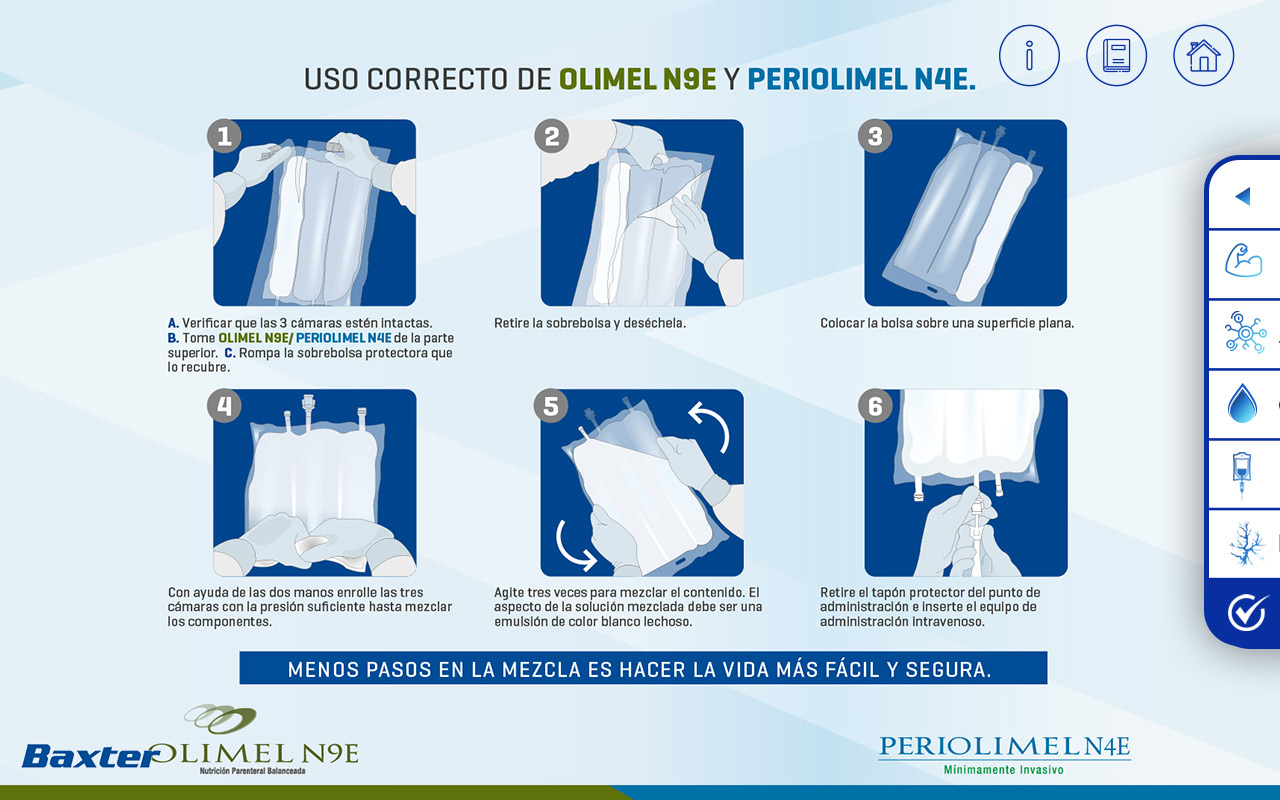 USO CORRECTO DE OLIMEL N9E Y PERIOLIMEL N4E.
1
A. Verificar que las 3 cámaras estén intactas.
B. Tome OLIMEL N9E/ PERIOLIMEL N4E de la parte
superior. C. Rompa la sobrebolsa protectora que
lo recubre.
2
Retire la sobrebolsa y deséchela.
3
Colocar la bolsa sobre una superficie plana.
4
Con ayuda de las dos manos enrolle las tres
cámaras con la presión suficiente hasta mezclar
los componentes.
5
Agite tres veces para mezclar el contenido. El
aspecto de la solución mezclada debe ser una
emulsión de color blanco lechoso.
6
Retire el tapón protector del punto de
administración e inserte el equipo de
administración intravenoso.
MENOS PASOS EN LA MEZCLA ES HACER LA VIDA MÁS FÁCIL Y SEGURA.
Baxter
OLIMEL N9E
Nutrición Parenteral Balanceada
PERIOLIMEL N4E
Mínimamente Invasivo